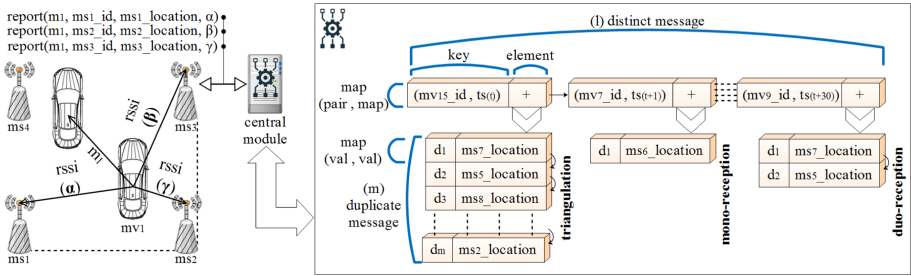 report(m1, ms1_id, ms1_location, α)
report(m1, ms2_id, ms2_location, β)
report(m1, ms3_id, ms3_location, γ)
ms4
rssi
(β)
ms3
m1
rssi
(α)
rssi
(γ)
ms1
mv1
ms2
central
module
(l) distinct message
key
element
map
(pair , map)
(mv15_id , ts(t))
+
(mv7_id , ts(t+1))
+
(mv9_id , ts(t+30))
+
map
(val , val)
(m)
duplicate
message
d1
ms7_location
d2
ms5_location
d3
ms8_location
dm
ms2_location
triangulation
d1
ms6_location
mono-reception
d1
ms7_location
d2
ms5_location
duo-reception